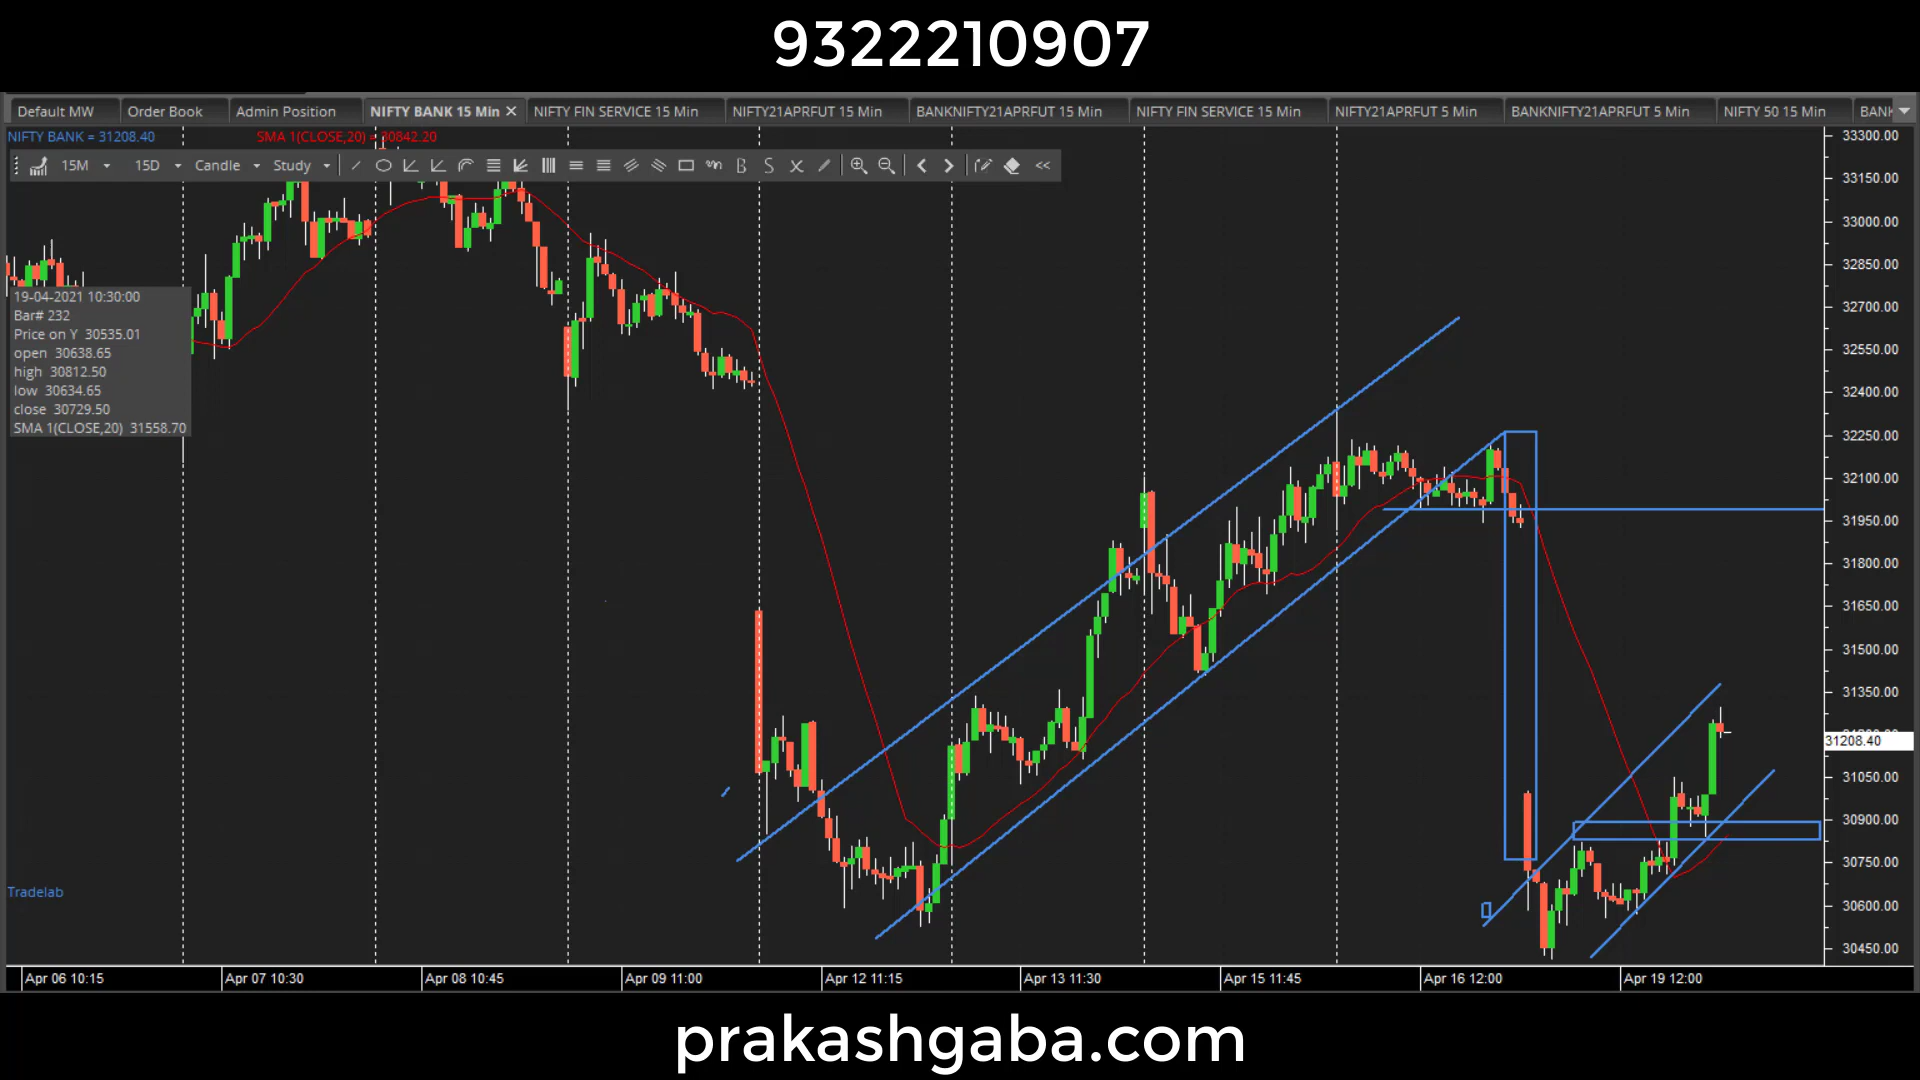 9322210907
Default MW Order Book Admin Position NIFTY BANK 15 Min NIFTY FIN SERVICE 15 Min NIFTY21APRFUT 15 Min BANKNIFTY21APRFUT 15 Min NIFTY FIN SERVICE 15 Min NIFTY21APRFUT 5 Min BANKNIFTY21APRFUT 5 Min NIFTY 50 15 Min BANK
NIFTY BANK = 31208.40 SMA 1(CLOSE,20) = 30842.20
15M 15D Candle Study B S X <<
19-04-2021 10:30:00
Bar# 232
Price on Y 30535.01
open 30638.65
high 30812.50
low 30634.65
close 30729.50
SMA 1(CLOSE,20) 31558.70
33300.00
33150.00
33000.00
32850.00
32700.00
32550.00
32400.00
32250.00
32100.00
31950.00
31800.00
31650.00
31500.00
31350.00
31208.40
31050.00
30900.00
30750.00
30600.00
30450.00
Tradelab
Apr 06 10:15 Apr 07 10:30 Apr 08 10:45 Apr 09 11:00 Apr 12 11:15 Apr 13 11:30 Apr 15 11:45 Apr 16 12:00 Apr 19 12:00
prakashgaba.com